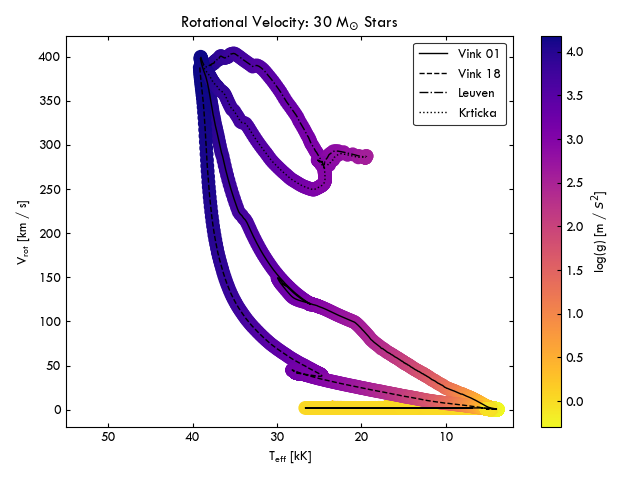 Rotational Velocity: 30 M☉ Stars
Vink 01
Vink 18
Leuven
Krticka
400
350
300
250
200
150
100
50
0
V_rot [km / s]
50
40
30
20
10
T_eff [kK]
4.0
3.5
3.0
2.5
2.0
1.5
1.0
0.5
0.0
log(g) [m / s²]